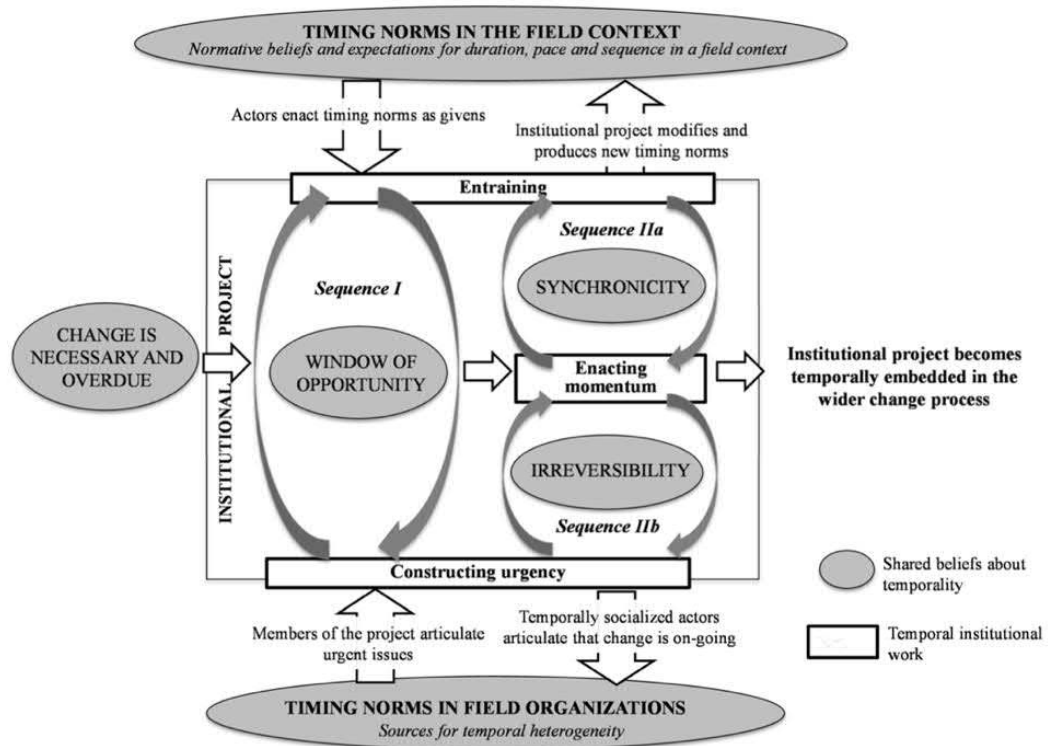 TIMING NORMS IN THE FIELD CONTEXT
Normative beliefs and expectations for duration, pace and sequence in a field context
Actors enact timing norms as givens
Institutional project modifies and
produces new timing norms
Entraining
INSTITUTIONAL PROJECT
Sequence I
Sequence IIa
SYNCHRONICITY
CHANGE IS
NECESSARY AND
OVERDUE
WINDOW OF
OPPORTUNITY
Enacting
momentum
Institutional project becomes
temporally embedded in the
wider change process
IRREVERSIBILITY
Sequence IIb
Constructing urgency
Shared beliefs about
temporality
Members of the project articulate
urgent issues
Temporally socialized actors
articulate that change is on-going
Temporal institutional
work
TIMING NORMS IN FIELD ORGANIZATIONS
Sources for temporal heterogeneity